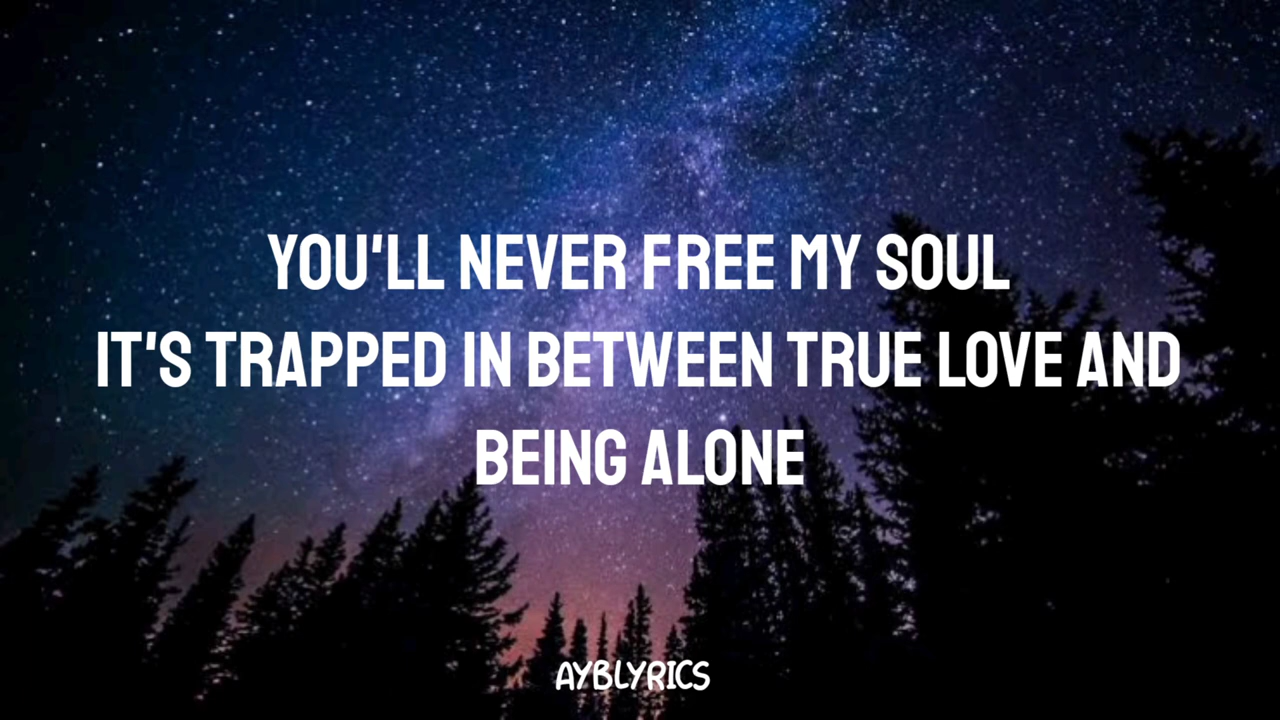 YOU'LL NEVER FREE MY SOUL
IT'S TRAPPED IN BETWEEN TRUE LOVE AND
BEING ALONE
AYBLYRICS